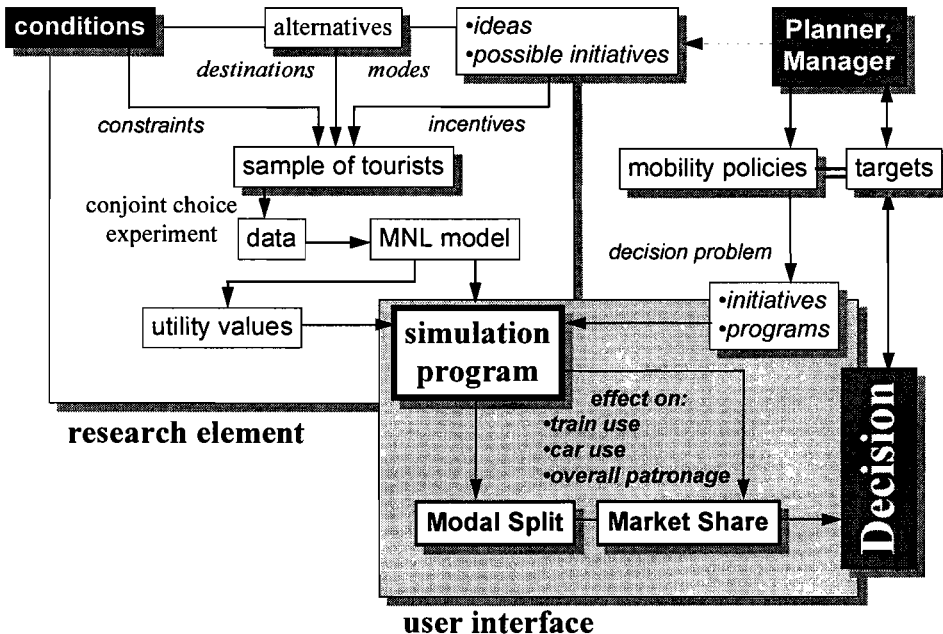 conditions
alternatives
•ideas
•possible initiatives
Planner,
Manager
destinations
modes
constraints
incentives
sample of tourists
mobility policies
targets
conjoint choice
experiment
data
MNL model
decision problem
•initiatives
•programs
utility values
simulation
program
effect on:
•train use
•car use
•overall patronage
research element
Modal Split
Market Share
Decision
user interface